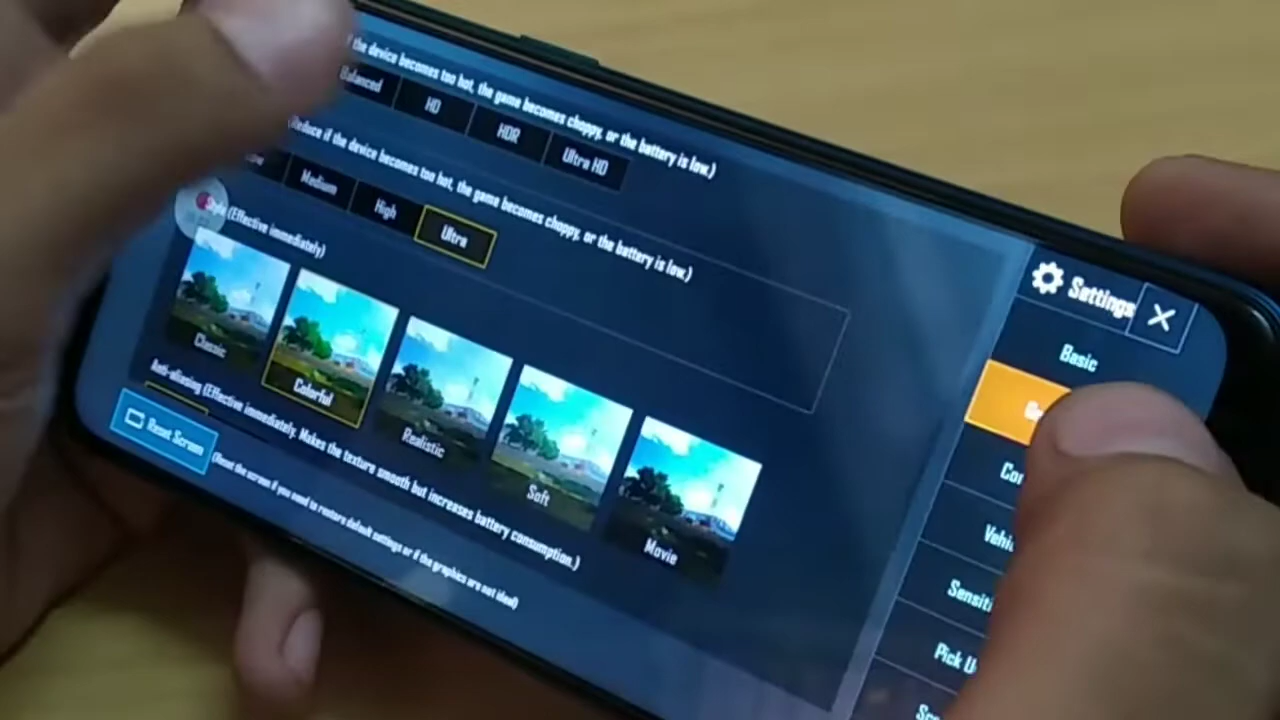 the device becomes too hot, the game becomes choppy, or the battery is low.)
Balanced HD HDR Ultra HD
(Reduce if the device becomes too hot, the game becomes choppy, or the battery is low.)
Medium High Ultra
Style (Effective immediately)
Classic Colorful Realistic Soft Movie
Anti-aliasing (Effective immediately. Makes the texture smooth but increases battery consumption.)
Reset Screen
(Reset the screen if you need to restore default settings or if the graphics are not ideal)
Settings X
Basic
Pick U